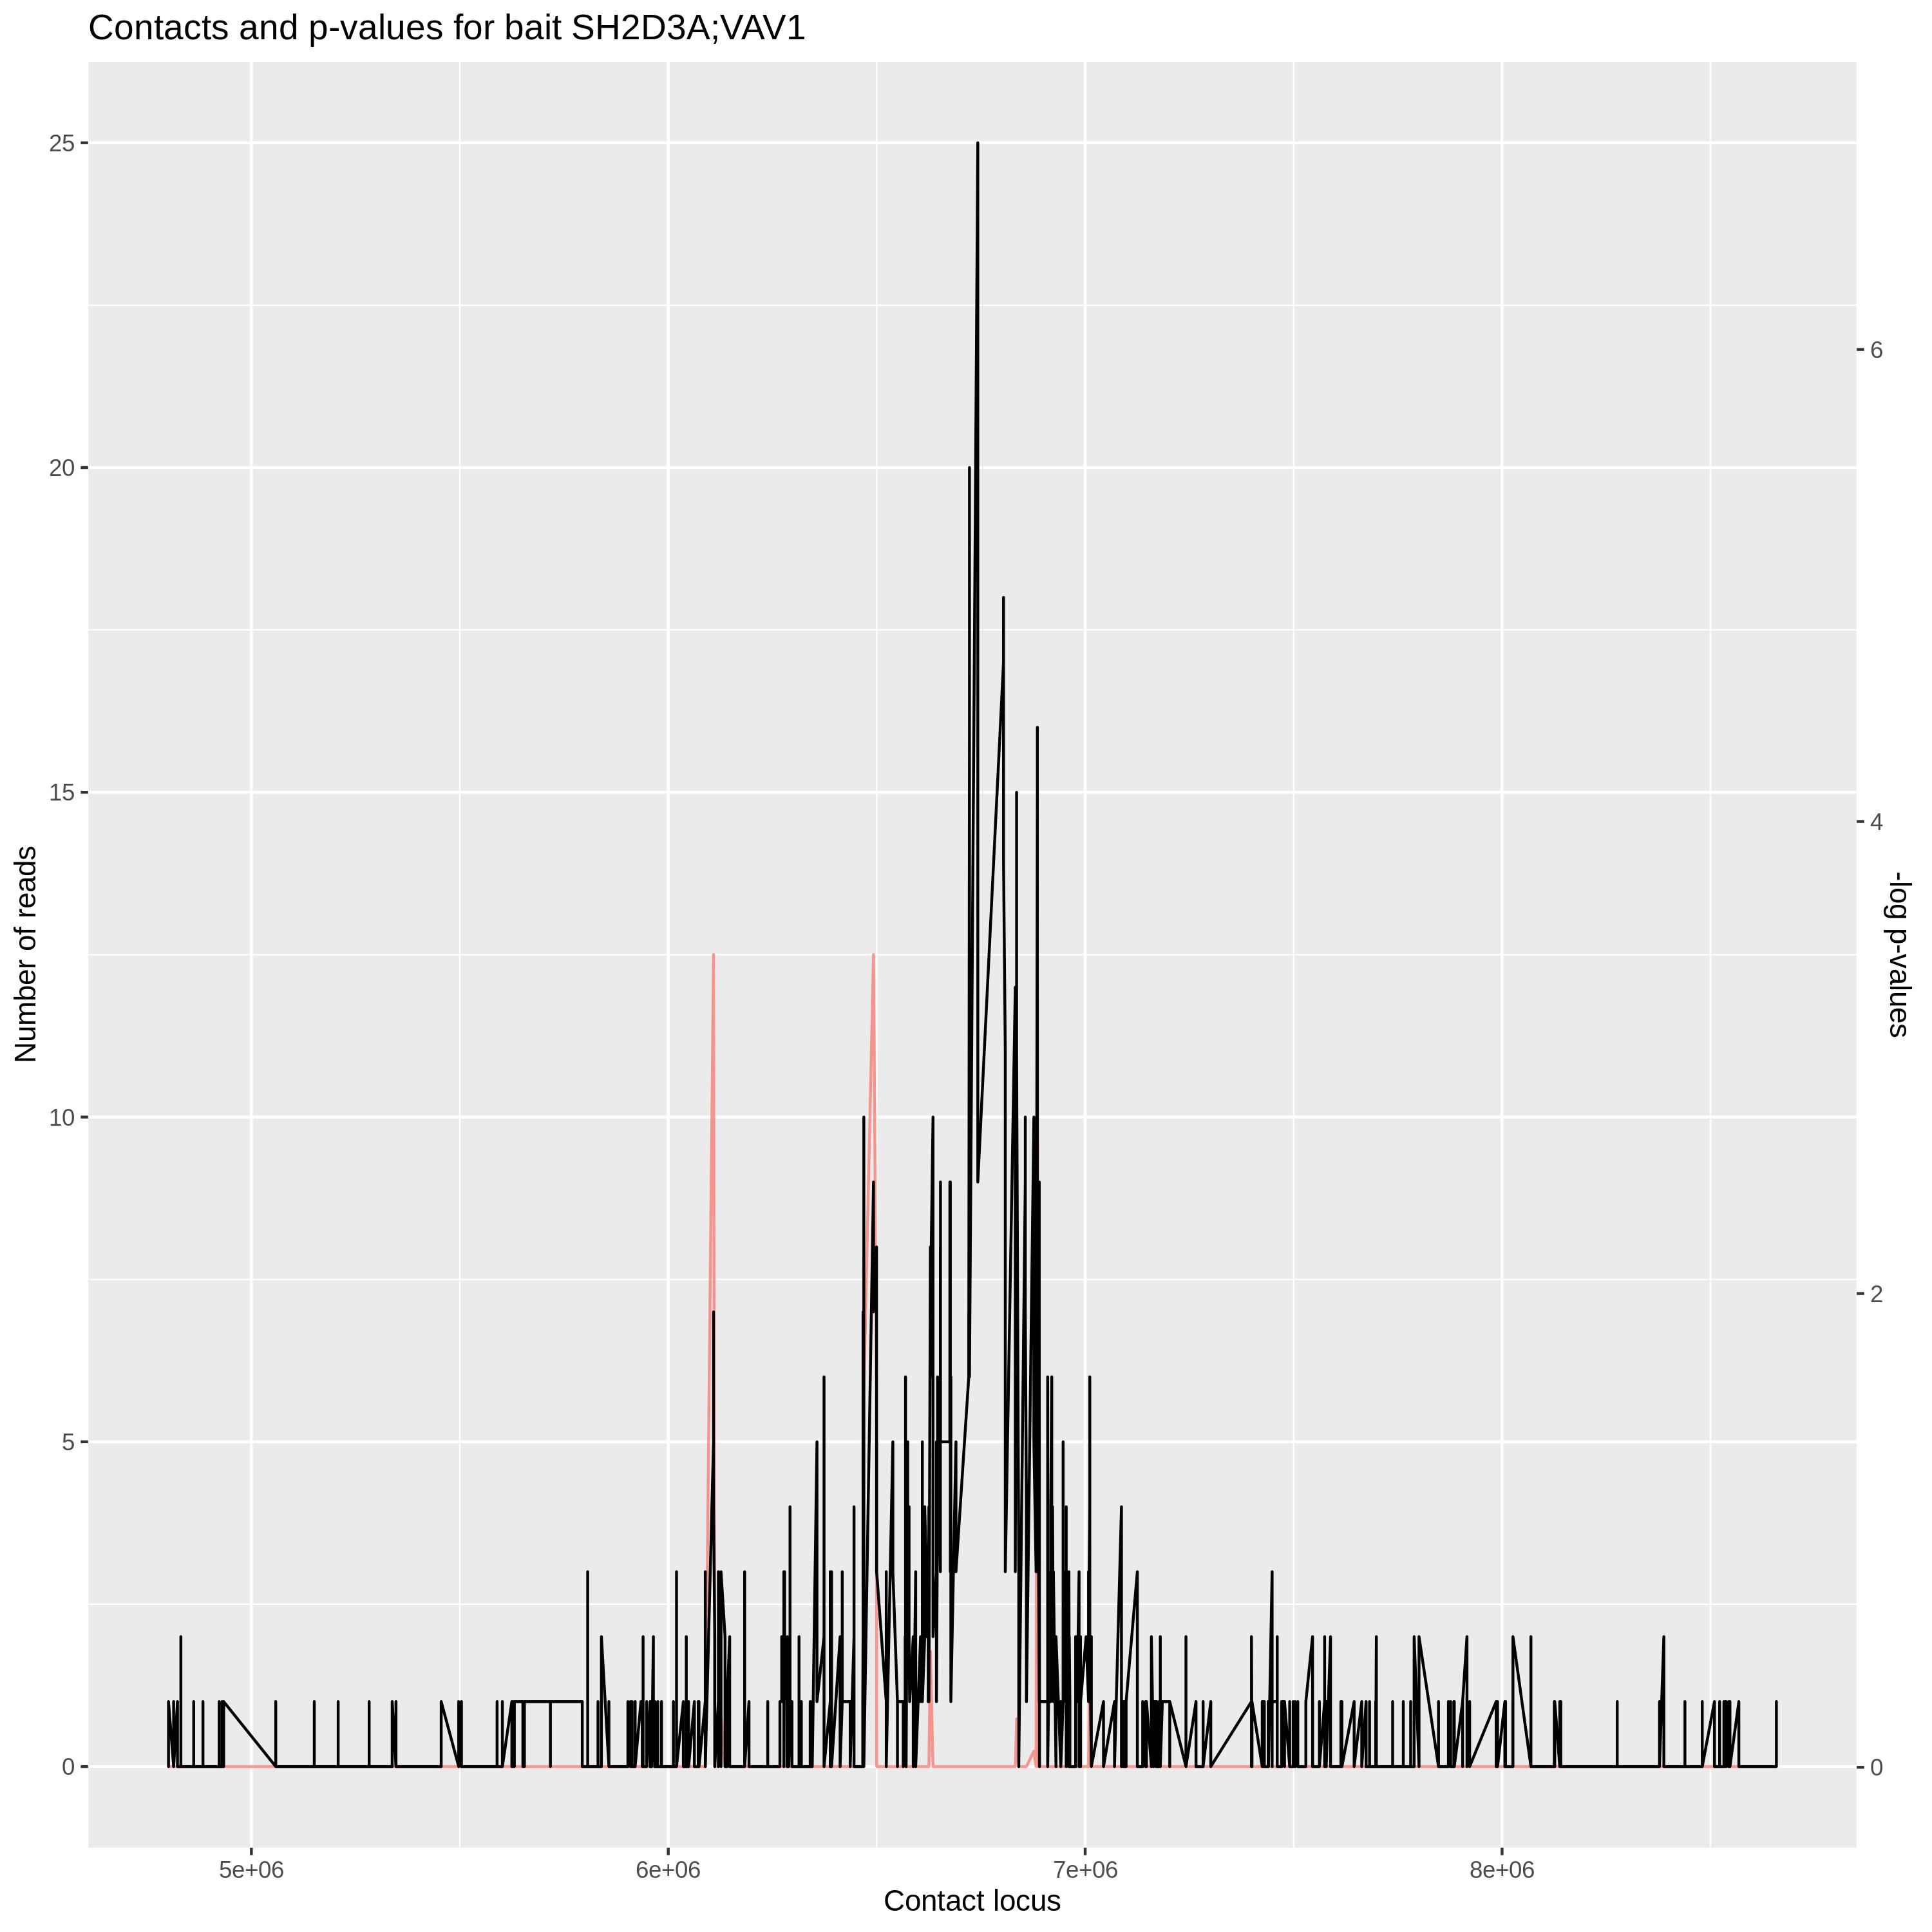 Contacts and p-values for bait SH2D3A;VAV1
25
20
15
10
5
0
Number of reads
6
4
2
0
-log p-values
5e+06 6e+06 7e+06 8e+06
Contact locus